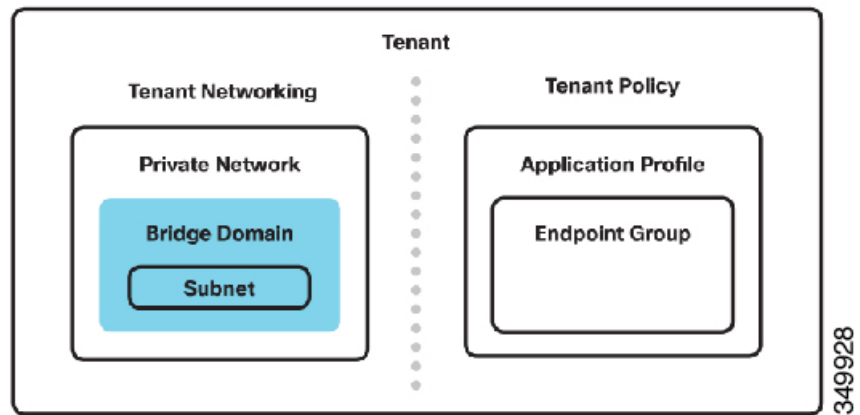 Tenant
Tenant Networking
Private Network
Bridge Domain
Subnet
Tenant Policy
Application Profile
Endpoint Group
349928